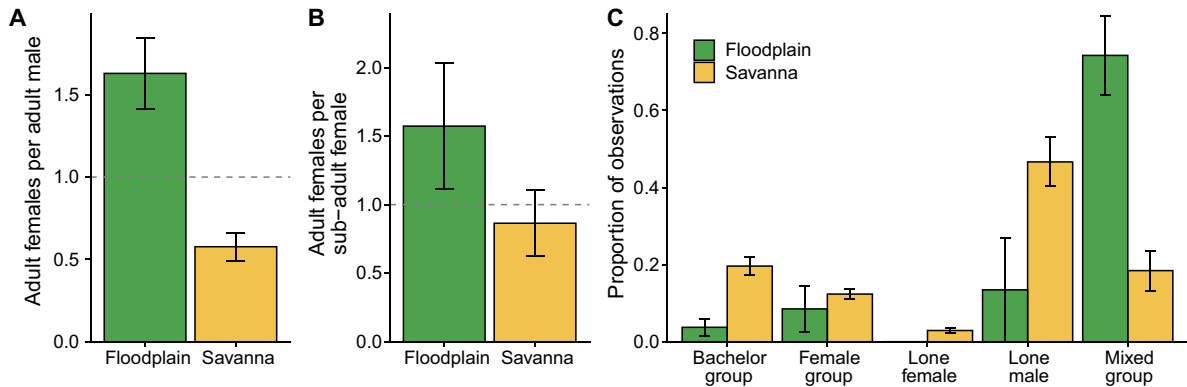 A
Adult females per adult male
1.5
1.0
0.5
0.0
Floodplain
Savanna
B
Adult females per
sub−adult female
2.0
1.5
1.0
0.5
0.0
Floodplain
Savanna
C
Proportion of observations
0.8
0.6
0.4
0.2
0.0
Floodplain
Savanna
Bachelor
group
Female
group
Lone
female
Lone
male
Mixed
group